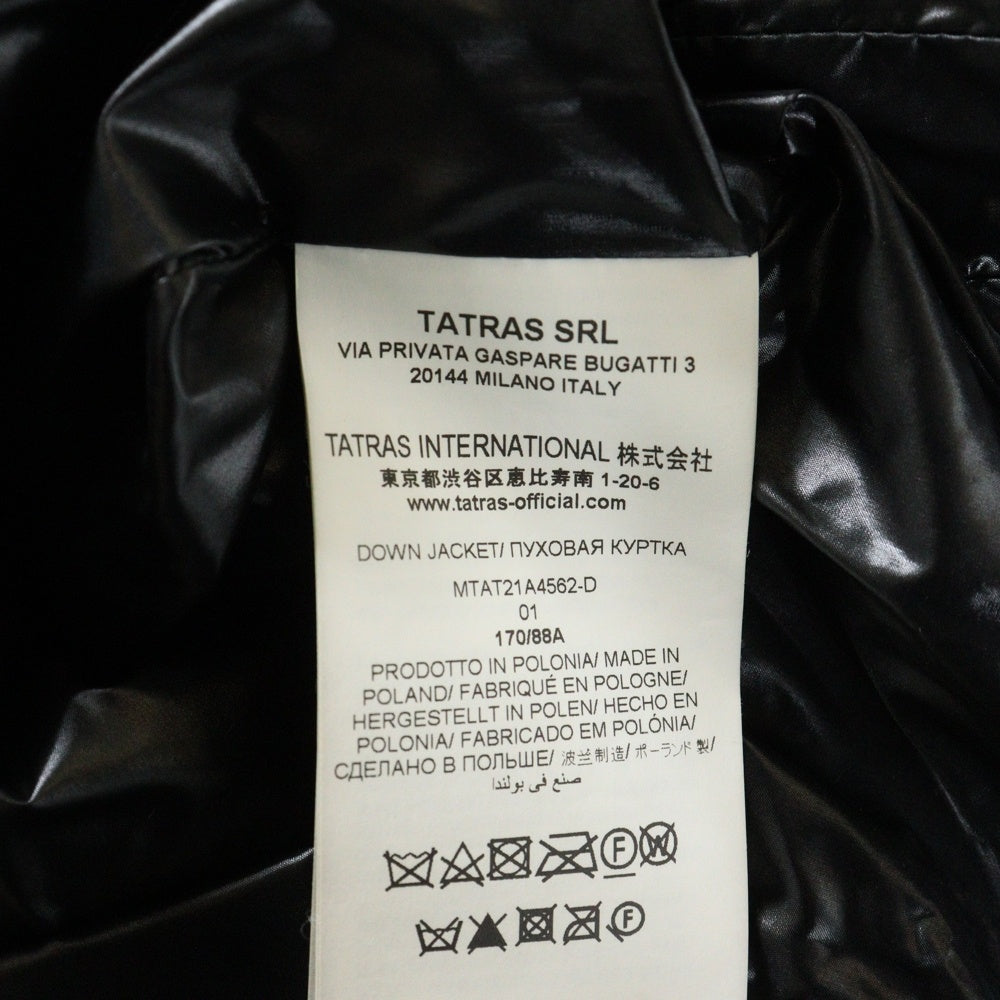 TATRAS SRL
VIA PRIVATA GASPARE BUGATTI 3
20144 MILANO ITALY
TATRAS INTERNATIONAL 株式会社
東京都渋谷区恵比寿南 1-20-6
www.tatras-official.com
DOWN JACKET/ ПУХОВАЯ КУРТКА
MTAT21A4562-D
01
170/88A
PRODOTTO IN POLONIA/ MADE IN
POLAND/ FABRIQUÉ EN POLOGNE/
HERGESTELLT IN POLEN/ HECHO EN
POLONIA/ FABRICADO EM POLÓNIA/
СДЕЛАНО В ПОЛЬШЕ/ 波兰制造/ ポーランド製/
صنع في بولندا
F W
F